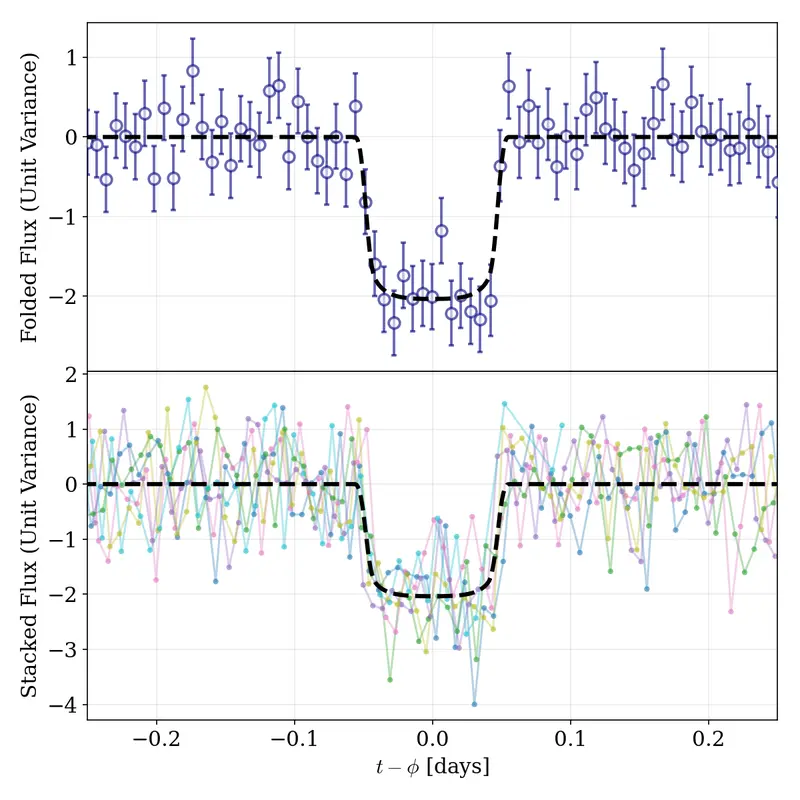 Folded Flux (Unit Variance)
1
0
−1
−2
Stacked Flux (Unit Variance)
2
1
0
−1
−2
−3
−4
−0.2 −0.1 0.0 0.1 0.2
t − ϕ [days]